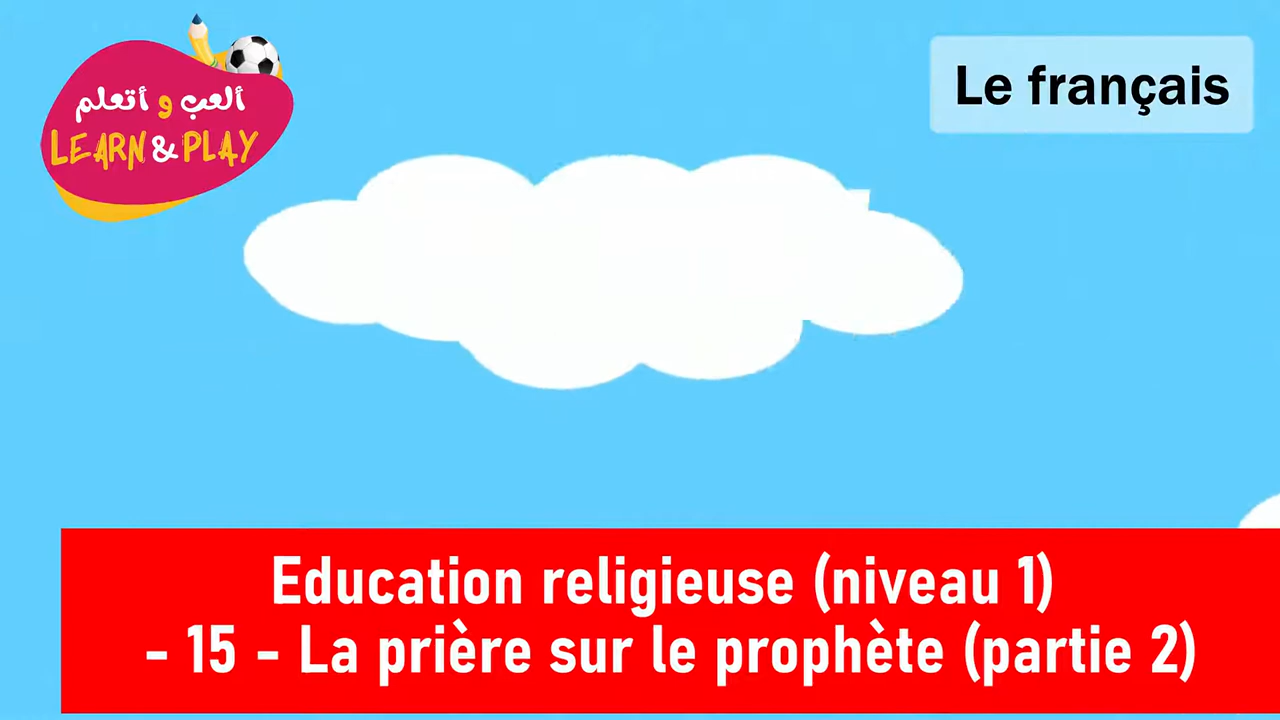 ألعب و أتعلم
LEARN & PLAY
Le français
Education religieuse (niveau 1)
- 15 - La prière sur le prophète (partie 2)